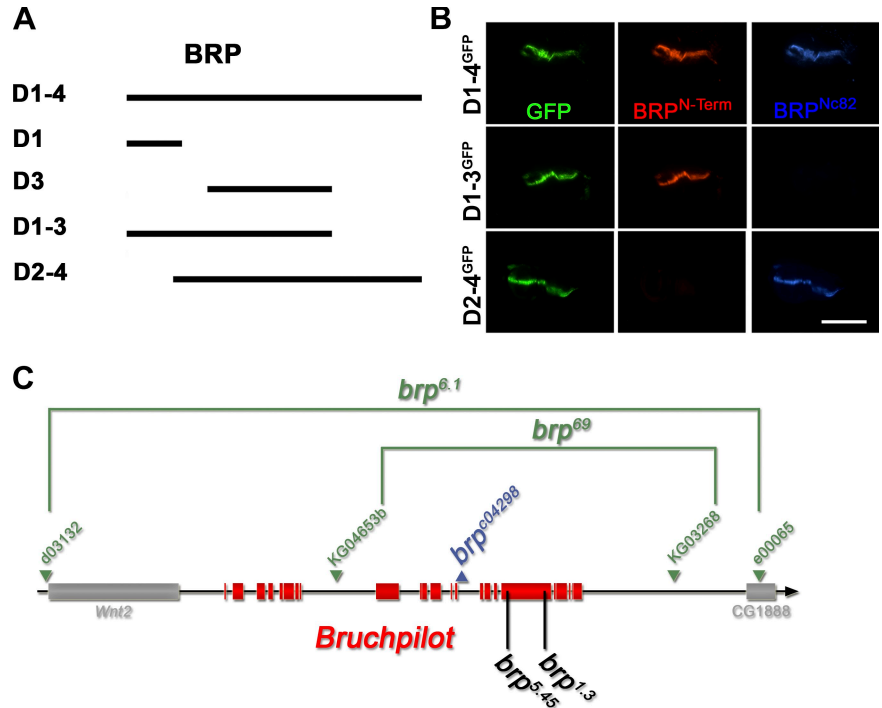 A
BRP
D1-4
D1
D3
D1-3
D2-4
B
D1-4GFP
GFP
BRPN-Term
BRPNc82
D1-3GFP
D2-4GFP
C
brp6.1
brp69
d03132
KG04653b
brpc04298
KG03268
e00065
Wnt2
CG1888
Bruchpilot
brp5.45
brp1.3